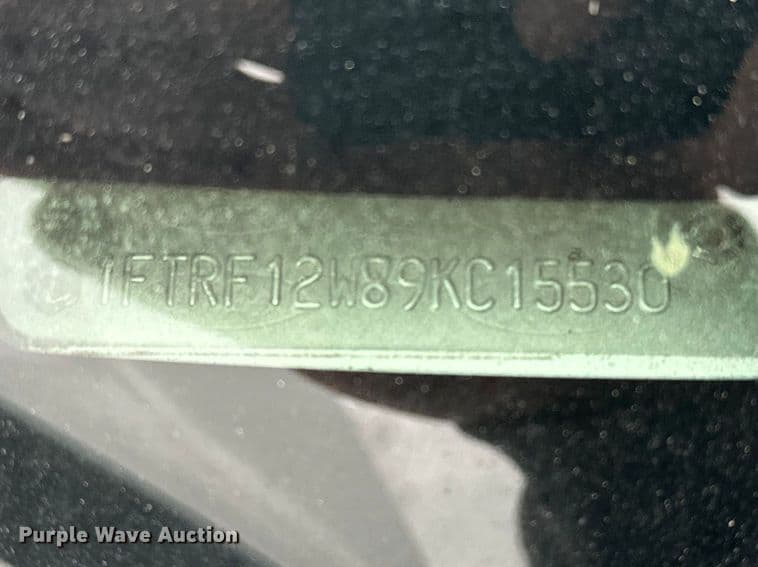 1FTRF12W89KC15530
Purple Wave Auction